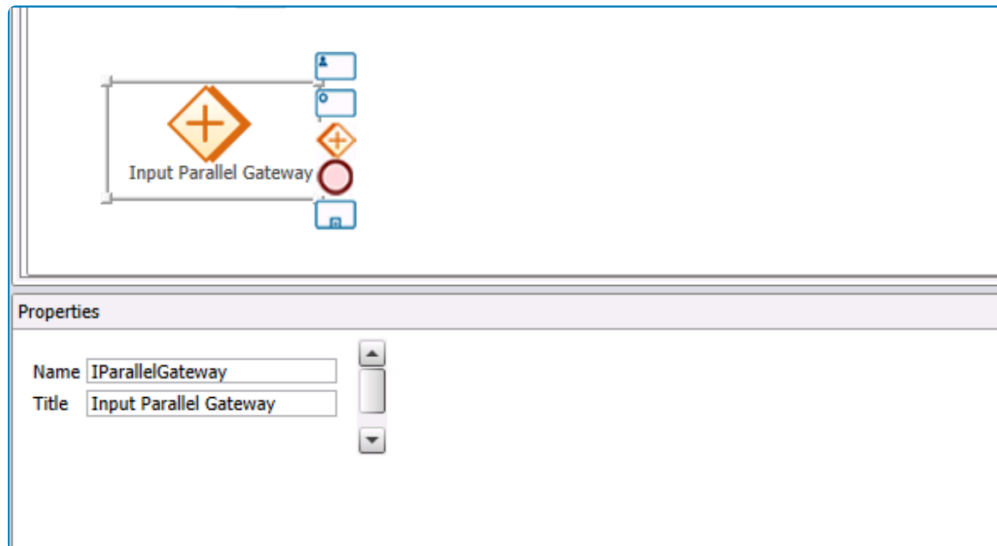 Input Parallel Gateway
Properties
Name IParallelGateway
Title Input Parallel Gateway